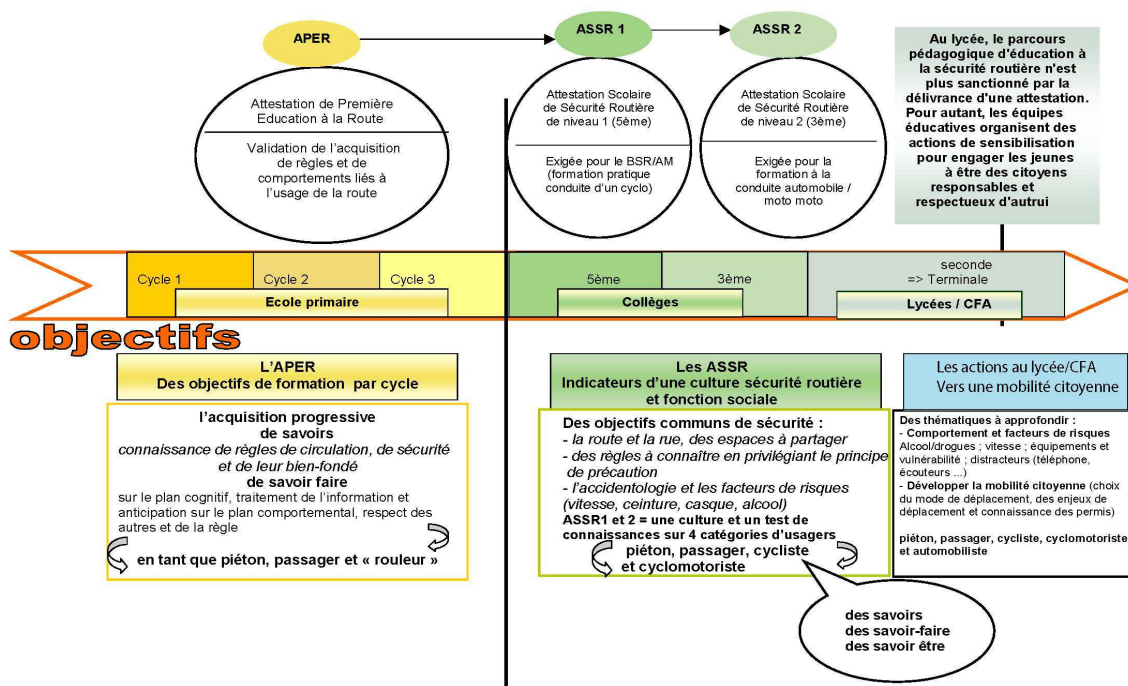 APER
ASSR 1
ASSR 2
Attestation de Première
Education à la Route
Validation de l'acquisition
de règles et de
comportements liés à
l'usage de la route
Attestation Scolaire
de Sécurité Routière
de niveau 1 (5ème)
Exigée pour le BSR/AM
(formation pratique
conduite d'un cyclo)
Attestation Scolaire
de Sécurité Routière
de niveau 2 (3ème)
Exigée pour la
formation à la
conduite automobile /
moto moto
Au lycée, le parcours
pédagogique d'éducation à
la sécurité routière n'est
plus sanctionné par la
délivrance d'une attestation.
Pour autant, les équipes
éducatives organisent des
actions de sensibilisation
pour engager les jeunes
à être des citoyens
responsables et
respectueux d'autrui
Cycle 1
Cycle 2
Cycle 3
5ème
3ème
seconde
=> Terminale
Ecole primaire
Collèges
Lycées / CFA
objectifs
L'APER
Des objectifs de formation par cycle
l'acquisition progressive
de savoirs
connaissance de règles de circulation, de sécurité
et de leur bien-fondé
de savoir faire
sur le plan cognitif, traitement de l'information et
anticipation sur le plan comportemental, respect des
autres et de la règle
en tant que piéton, passager et « rouleur »
Les ASSR
Indicateurs d'une culture sécurité routière
et fonction sociale
Des objectifs communs de sécurité :
- la route et la rue, des espaces à partager
- des règles à connaître en privilégiant le principe
de précaution
- l'accidentologie et les facteurs de risques
(vitesse, ceinture, casque, alcool)
ASSR1 et 2 = une culture et un test de
connaissances sur 4 catégories d'usagers
piéton, passager, cycliste
et cyclomotoriste
des savoirs
des savoir-faire
des savoir être
Les actions au lycée/CFA
Vers une mobilité citoyenne
Des thématiques à approfondir :
- Comportement et facteurs de risques
Alcool/drogues ; vitesse ; équipements et
vulnérabilité ; distracteurs (téléphone,
écouteurs ...)
- Développer la mobilité citoyenne (choix
du mode de déplacement, des enjeux de
déplacement et connaissance des permis)
piéton, passager, cycliste, cyclomotoriste
et automobiliste